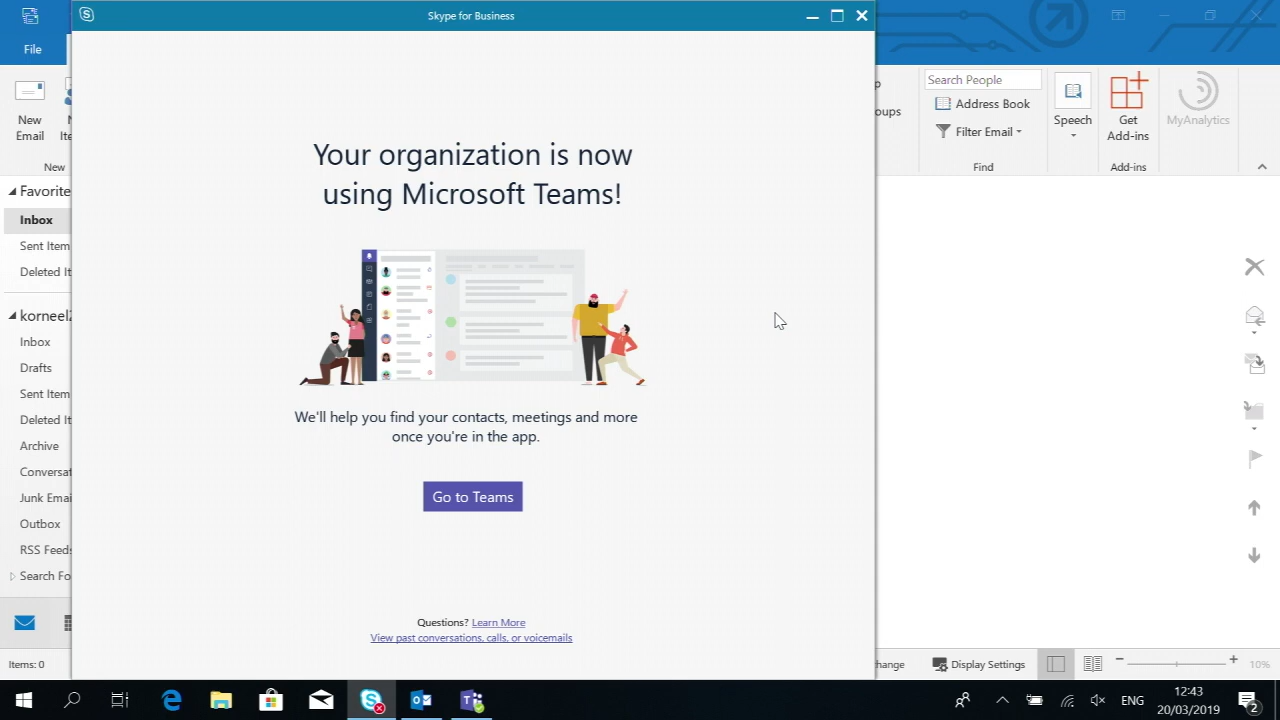 Skype for Business
File
Search People
Address Book
Filter Email
Find
Speech
Get
Add-ins
Add-ins
MyAnalytics
New
Email
New
oups
Favorite
Inbox
Sent Item
Deleted It
Inbox
Drafts
Sent Item
Deleted It
Archive
Conversat
Junk Emai
Outbox
RSS Feeds
Search Fo
Your organization is now
using Microsoft Teams!
We'll help you find your contacts, meetings and more
once you're in the app.
Go to Teams
Questions? Learn More
View past conversations, calls, or voicemails
Items: 0
hange
Display Settings
10%
ENG
12:43
20/03/2019
2